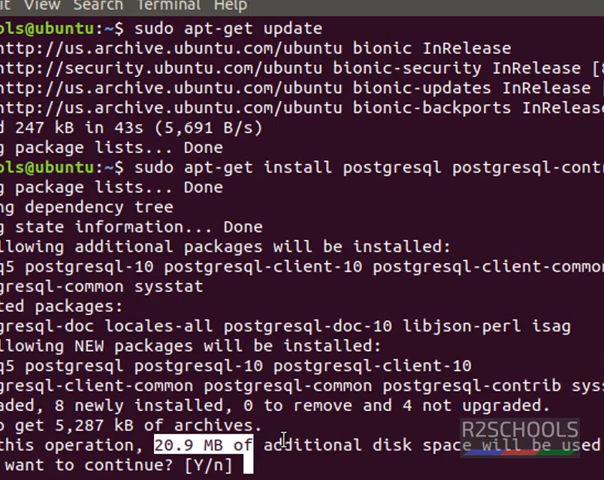 it View Search Terminal Help
ols@ubuntu:~$ sudo apt-get update
http://us.archive.ubuntu.com/ubuntu bionic InRelease
http://security.ubuntu.com/ubuntu bionic-security InRelease [8
http://us.archive.ubuntu.com/ubuntu bionic-updates InRelease [
http://us.archive.ubuntu.com/ubuntu bionic-backports InRelease
d 247 kB in 43s (5,691 B/s)
g package lists... Done
ols@ubuntu:~$ sudo apt-get install postgresql postgresql-contr
g package lists... Done
ng dependency tree
g state information... Done
llowing additional packages will be installed:
q5 postgresql-10 postgresql-client-10 postgresql-client-common
gresql-common sysstat
ted packages:
gresql-doc locales-all postgresql-doc-10 libjson-perl isag
llowing NEW packages will be installed:
q5 postgresql postgresql-10 postgresql-client-10
gresql-client-common postgresql-common postgresql-contrib syss
aded, 8 newly installed, 0 to remove and 4 not upgraded.
o get 5,287 kB of archives.
this operation, 20.9 MB of additional disk space will be used
want to continue? [Y/n]
R2SCHOOLS